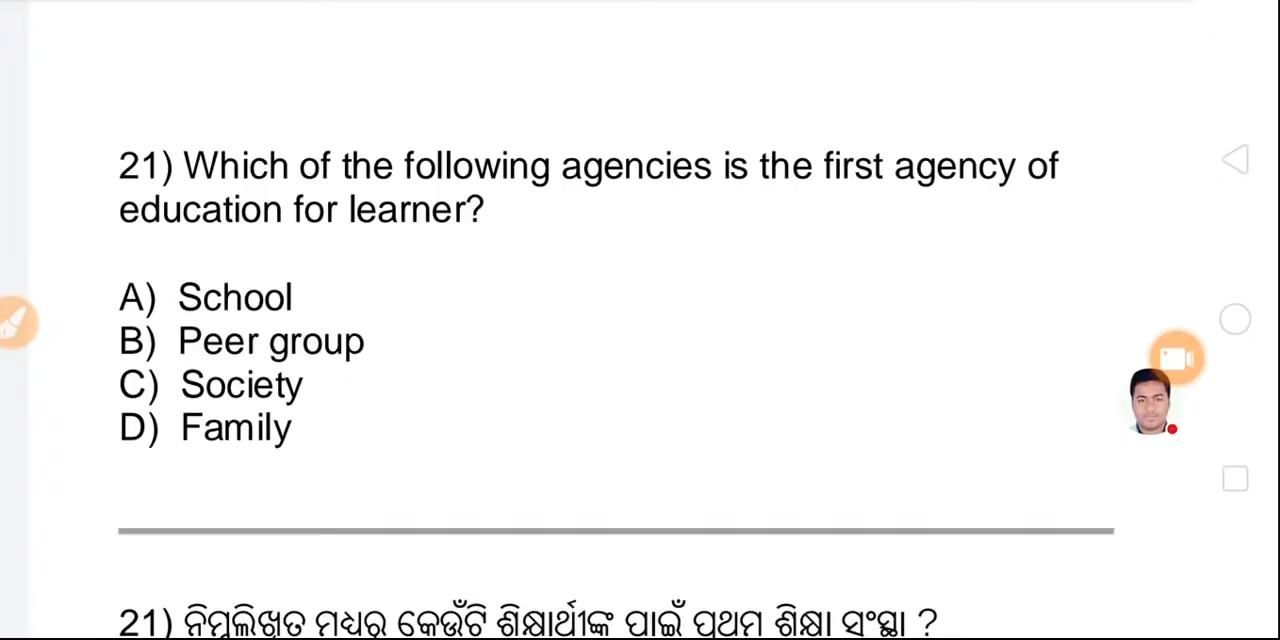 21) Which of the following agencies is the first agency of
education for learner?
A) School
B) Peer group
C) Society
D) Family
21) ନିମ୍ନଲିଖିତ ମଧ୍ୟରୁ କେଉଁଟି ଶିକ୍ଷାର୍ଥୀଙ୍କ ପାଇଁ ପ୍ରଥମ ଶିକ୍ଷା ସଂସ୍ଥା ?